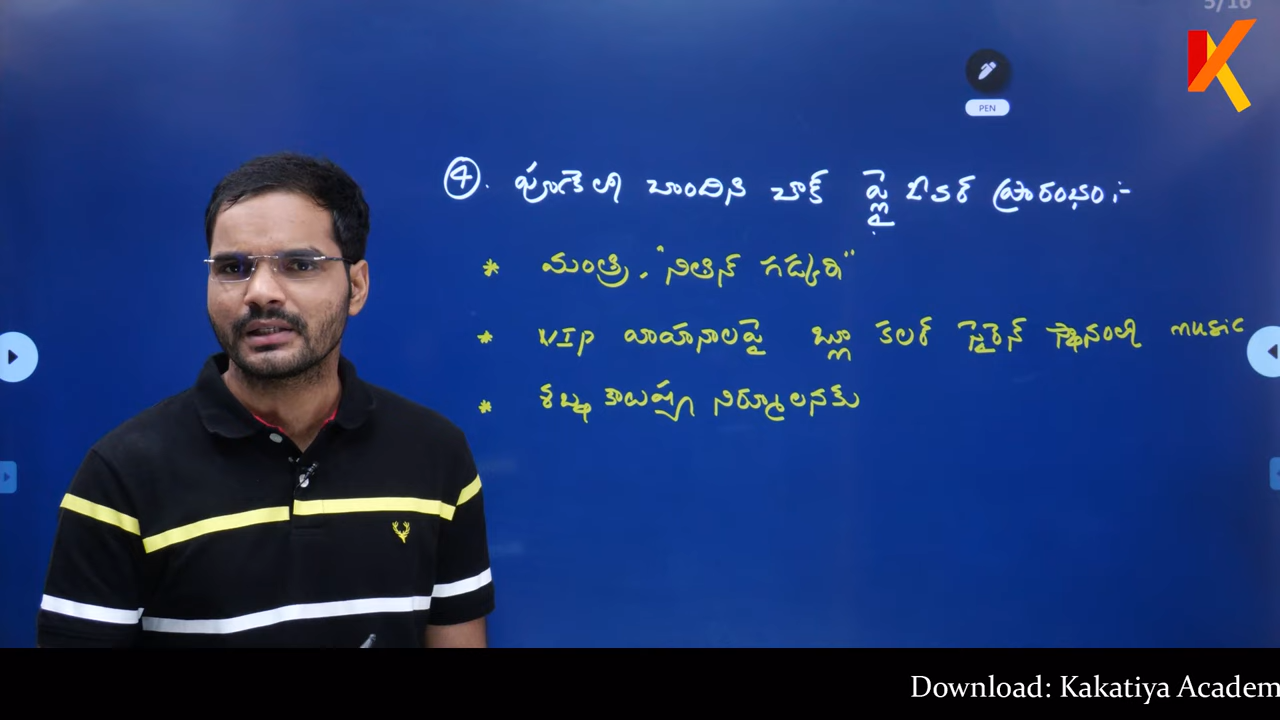 5/16
PEN
④. పూణెలో చాందిని చౌక్ ఫ్లైఓవర్ ప్రారంభం:-
* మంత్రి. "నితిన్ గడ్కరి"
* VIP వాహనాలపై బ్లూ కలర్ సైరెన్ స్థానంలో music
* శబ్ద కాలుష్య నిర్మూలనకు
Download: Kakatiya Academ